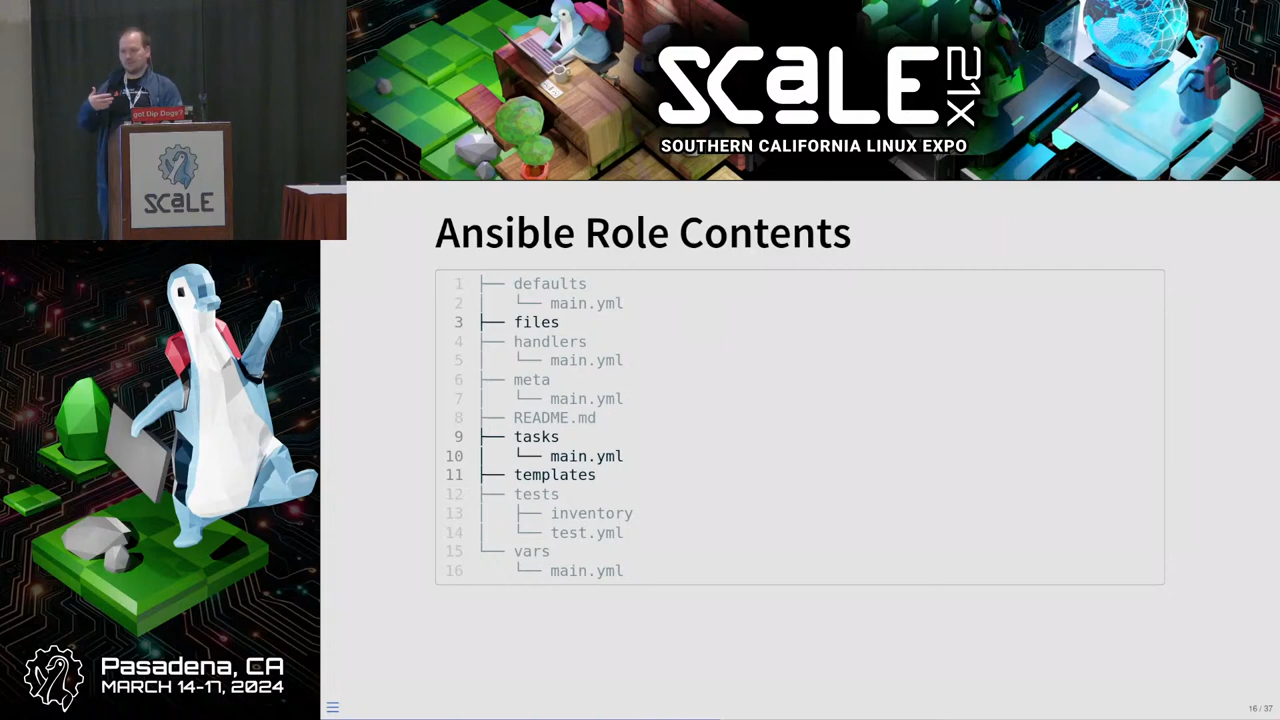 got Dip Dogs?
SCALE
SCALE 21X
SOUTHERN CALIFORNIA LINUX EXPO
Ansible Role Contents
1 ├── defaults
2 │   └── main.yml
3 ├── files
4 ├── handlers
5 │   └── main.yml
6 ├── meta
7 │   └── main.yml
8 ├── README.md
9 ├── tasks
10 │   └── main.yml
11 ├── templates
12 ├── tests
13 │   ├── inventory
14 │   └── test.yml
15 └── vars
16     └── main.yml
Pasadena, CA
MARCH 14-17, 2024
16 / 37